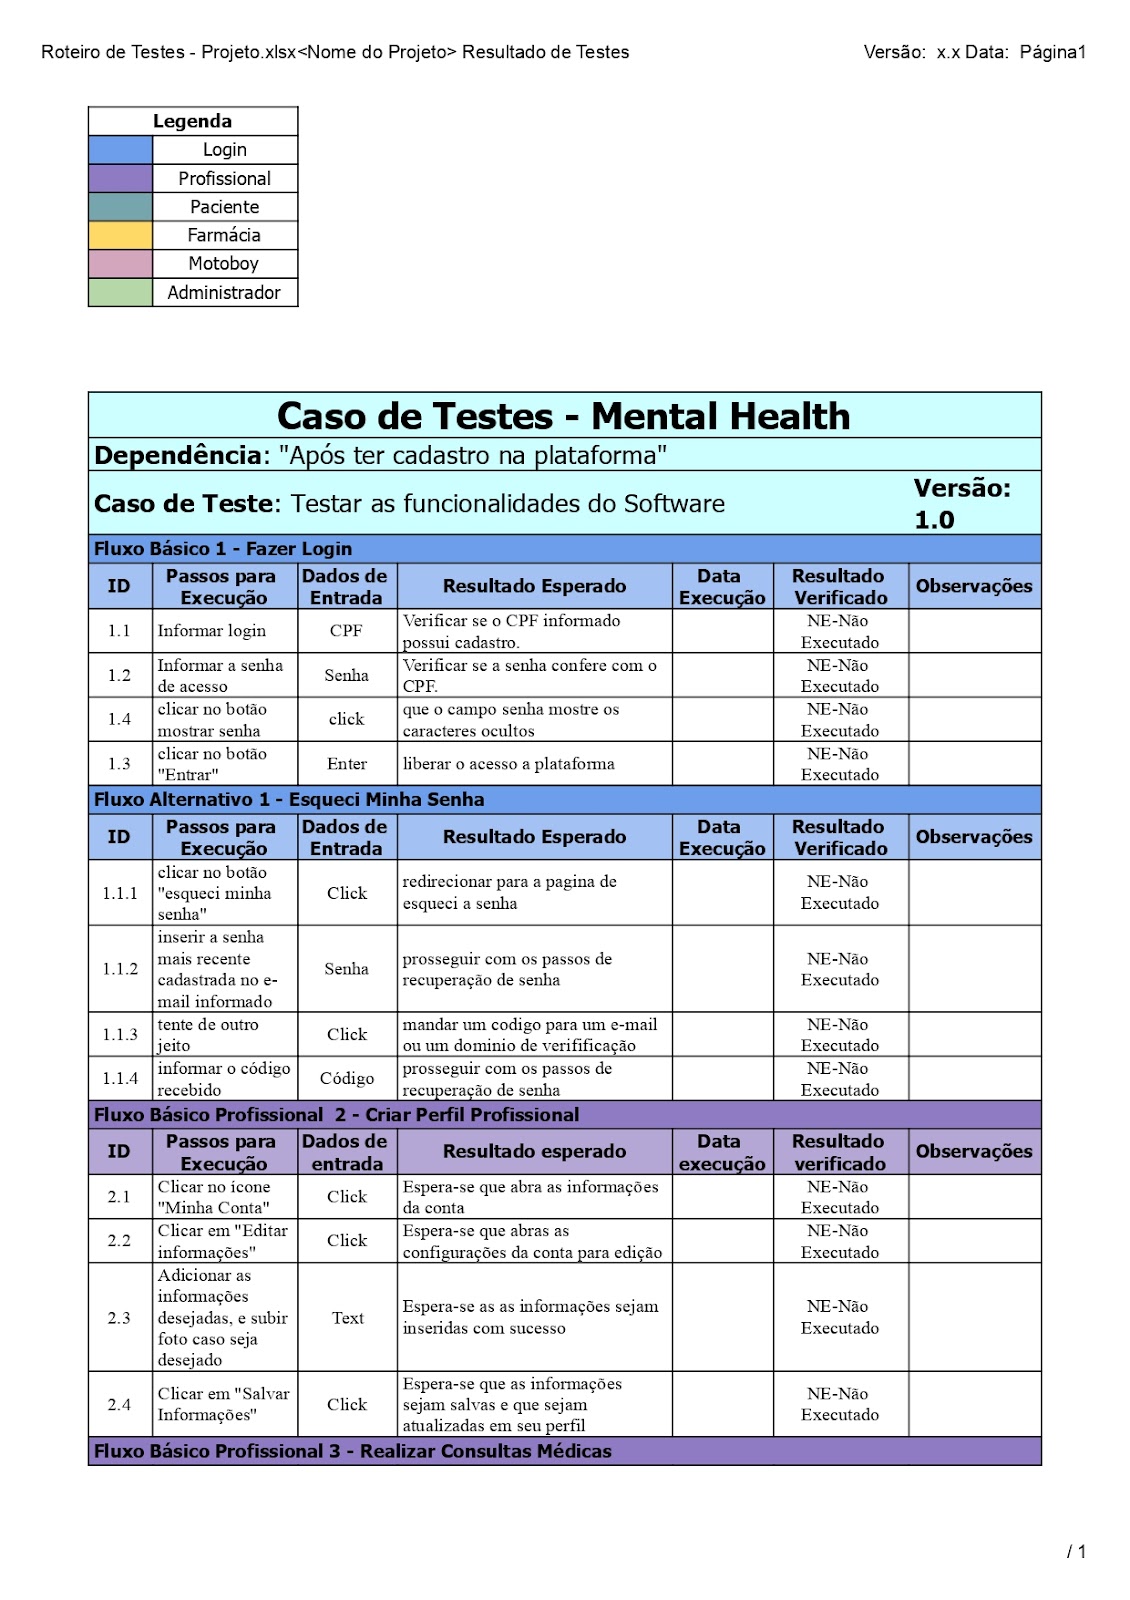 Roteiro de Testes - Projeto.xlsx<Nome do Projeto> Resultado de Testes Versão: x.x Data: Página1
Legenda
Login
Profissional
Paciente
Farmácia
Motoboy
Administrador
Caso de Testes - Mental Health
Dependência: "Após ter cadastro na plataforma"
Caso de Teste: Testar as funcionalidades do Software
Versão:
1.0
Fluxo Básico 1 - Fazer Login
ID
Passos para
Execução
Dados de
Entrada
Resultado Esperado
Data
Execução
Resultado
Verificado
Observações
1.1
Informar login
CPF
Verificar se o CPF informado
possui cadastro.
NE-Não
Executado
1.2
Informar a senha
de acesso
Senha
Verificar se a senha confere com o
CPF.
NE-Não
Executado
1.4
clicar no botão
mostrar senha
click
que o campo senha mostre os
caracteres ocultos
NE-Não
Executado
1.3
clicar no botão
"Entrar"
Enter
liberar o acesso a plataforma
NE-Não
Executado
Fluxo Alternativo 1 - Esqueci Minha Senha
ID
Passos para
Execução
Dados de
Entrada
Resultado Esperado
Data
Execução
Resultado
Verificado
Observações
1.1.1
clicar no botão
"esqueci minha
senha"
Click
redirecionar para a pagina de
esqueci a senha
NE-Não
Executado
1.1.2
inserir a senha
mais recente
cadastrada no e-
mail informado
Senha
prosseguir com os passos de
recuperação de senha
NE-Não
Executado
1.1.3
tente de outro
jeito
Click
mandar um codigo para um e-mail
ou um dominio de verifificação
NE-Não
Executado
1.1.4
informar o código
recebido
Código
prosseguir com os passos de
recuperação de senha
NE-Não
Executado
Fluxo Básico Profissional 2 - Criar Perfil Profissional
ID
Passos para
Execução
Dados de
entrada
Resultado esperado
Data
execução
Resultado
verificado
Observações
2.1
Clicar no ícone
"Minha Conta"
Click
Espera-se que abra as informações
da conta
NE-Não
Executado
2.2
Clicar em "Editar
informações"
Click
Espera-se que abras as
configurações da conta para edição
NE-Não
Executado
2.3
Adicionar as
informações
desejadas, e subir
foto caso seja
desejado
Text
Espera-se as as informações sejam
inseridas com sucesso
NE-Não
Executado
2.4
Clicar em "Salvar
Informações"
Click
Espera-se que as informações
sejam salvas e que sejam
atualizadas em seu perfil
NE-Não
Executado
Fluxo Básico Profissional 3 - Realizar Consultas Médicas
/ 1